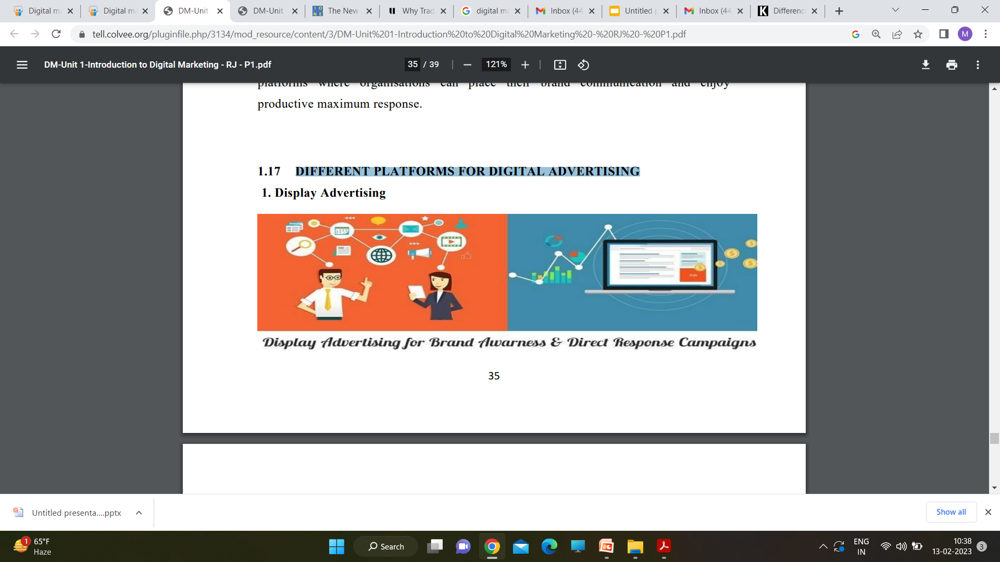 Digital ma
Digital ma
DM-Unit
DM-Unit
The New
Why Trad
digital ma
Inbox (44
Untitled p
Inbox (44
Differenc
tell.colvee.org/pluginfile.php/3134/mod_resource/content/3/DM-Unit%201-Introduction%20to%20Digital%20Marketing%20-%20RJ%20-%20P1.pdf
M
DM-Unit 1-Introduction to Digital Marketing - RJ - P1.pdf
35 / 39
121%
platforms where organisations can place their brand communication and enjoy
productive maximum response.
1.17 DIFFERENT PLATFORMS FOR DIGITAL ADVERTISING
1. Display Advertising
Ads
Display Advertising for Brand Awarness & Direct Response Campaigns
35
Untitled presenta....pptx
Show all
1
65°F
Haze
Search
ENG
IN
10:38
13-02-2023
3